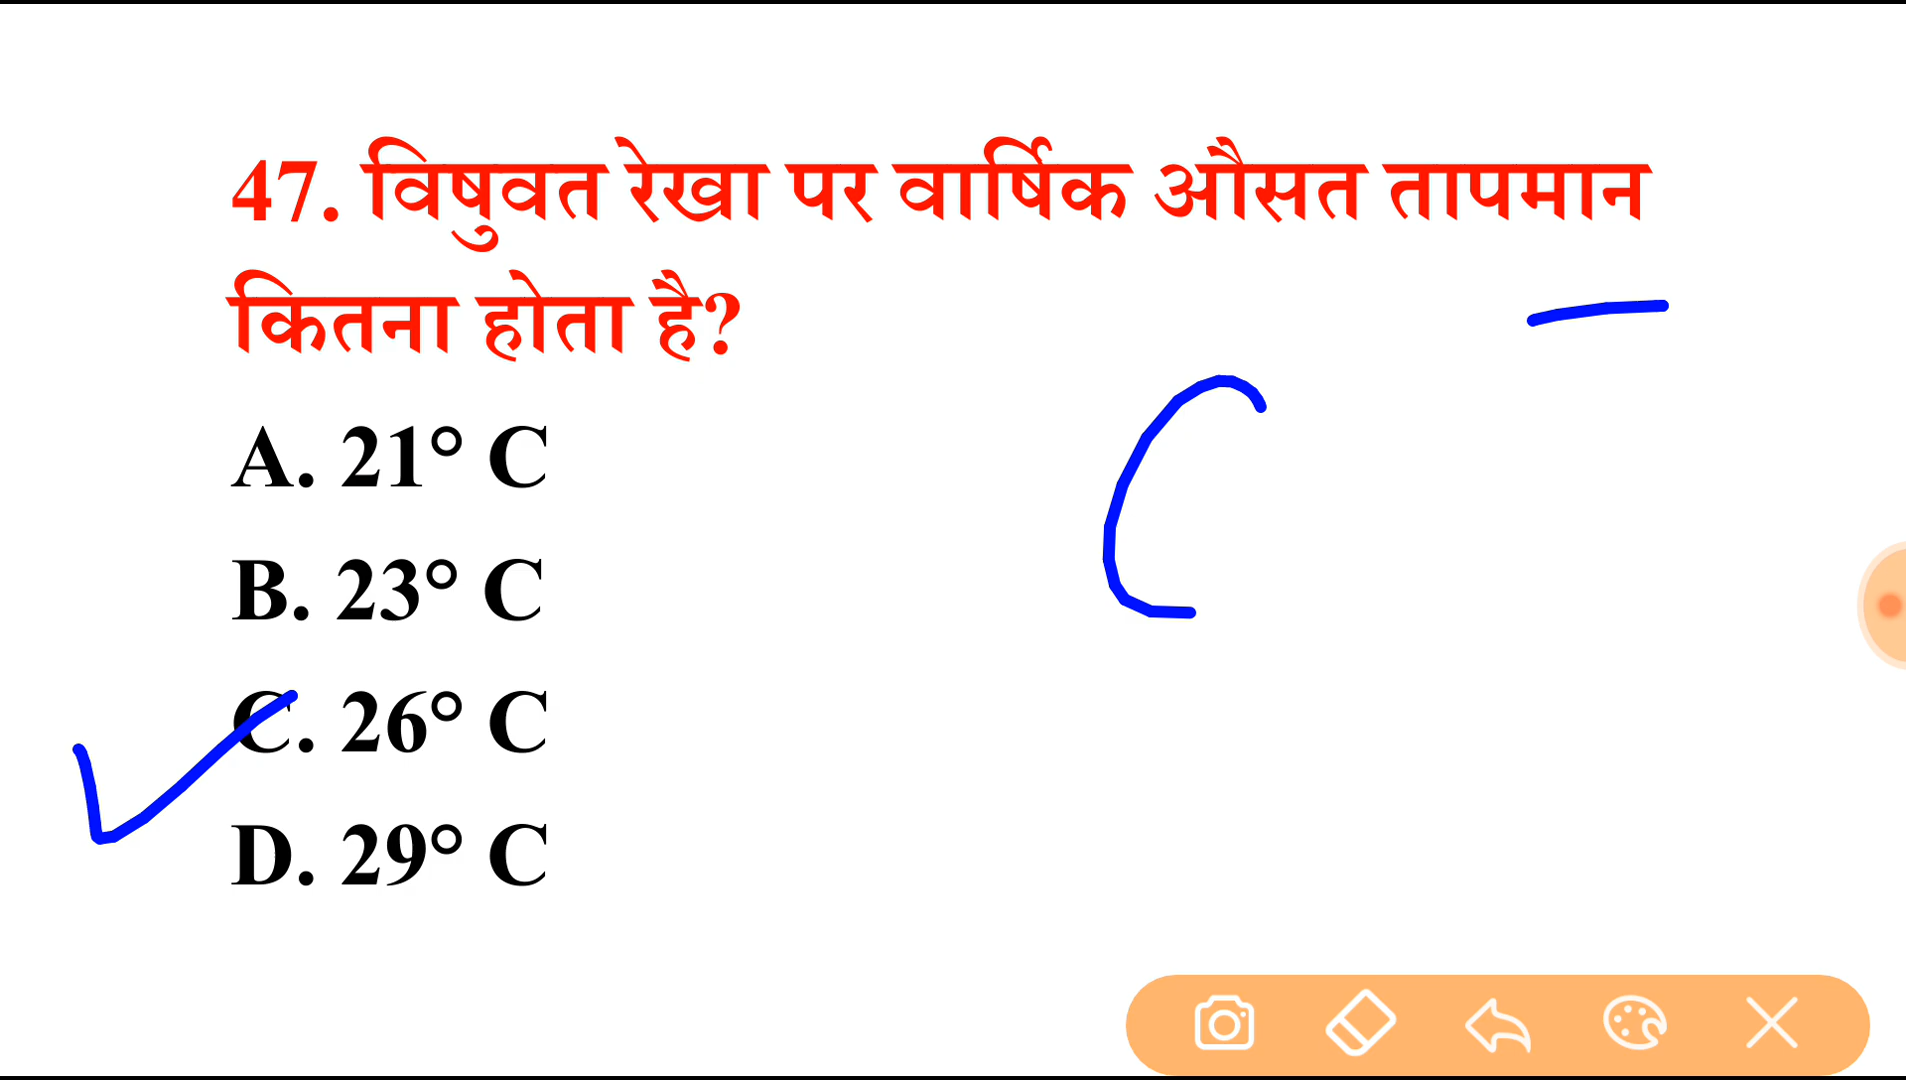 47. विषुवत रेखा पर वार्षिक औसत तापमान
कितना होता है?
A. 21° C
B. 23° C
C. 26° C
D. 29° C